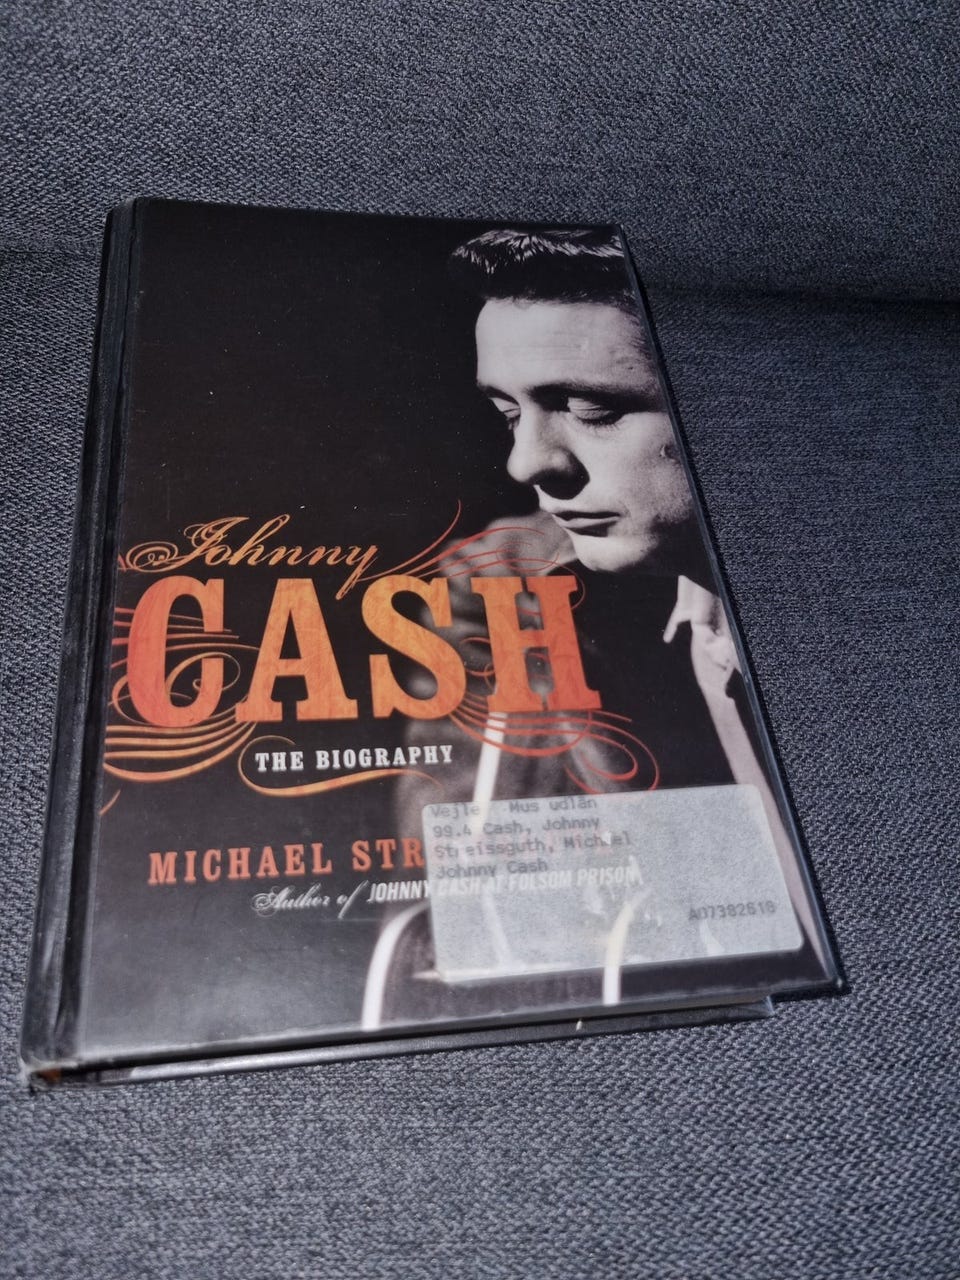 Johnny
CASH
THE BIOGRAPHY
Vejle Mus udlån
99.4 Cash, Johnny
Streissguth, Michael
Johnny Cash
A07382618
MICHAEL STR
Author of JOHNNY CASH AT FOLSOM PRISON